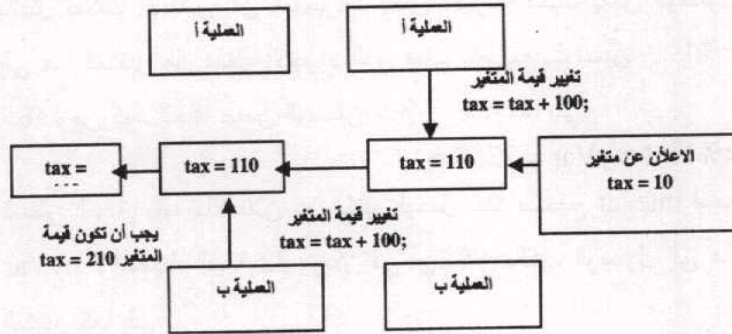 العملية أ
العملية أ
تغيير قيمة المتغير
tax = tax + 100;
الاعلان عن متغير
tax = 10
tax = 110
tax = 110
tax =
---
تغيير قيمة المتغير
tax = tax + 100;
يجب أن تكون قيمة
المتغير tax = 210
العملية ب
العملية ب